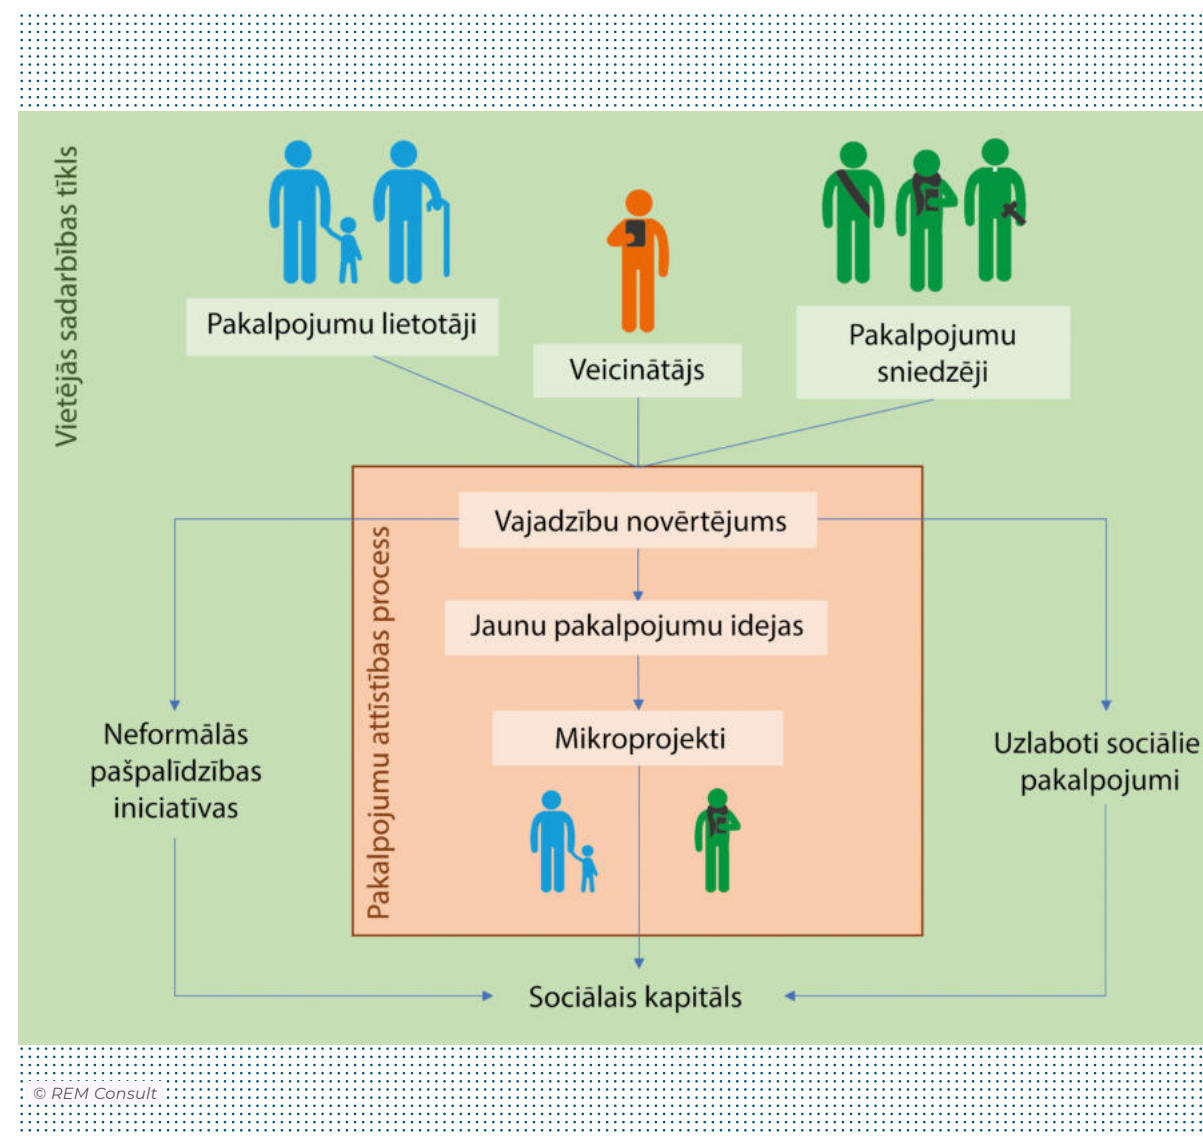 Vietējās sadarbības tīkls
Pakalpojumu lietotāji
Veicinātājs
Pakalpojumu
sniedzēji
Pakalpojumu attīstības process
Vajadzību novērtējums
Jaunu pakalpojumu idejas
Mikroprojekti
Neformālās
pašpalīdzības
iniciatīvas
Uzlaboti sociālie
pakalpojumi
Sociālais kapitāls
© REM Consult